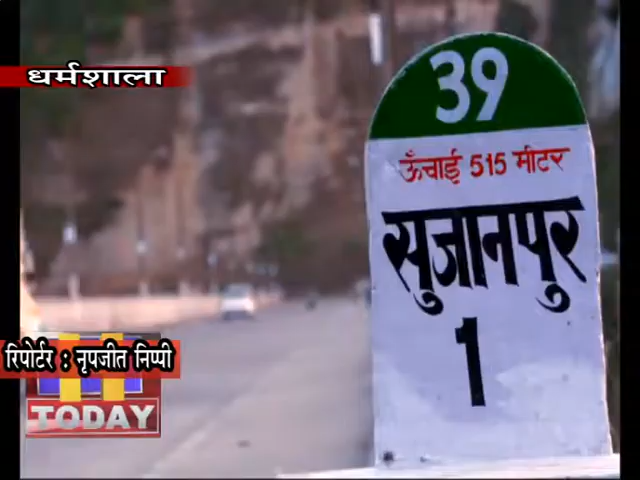 धर्मशाला
39
ऊँचाई 515 मीटर
सुजानपुर
1
रिपोर्टर : नृपजीत निप्पी
TODAY